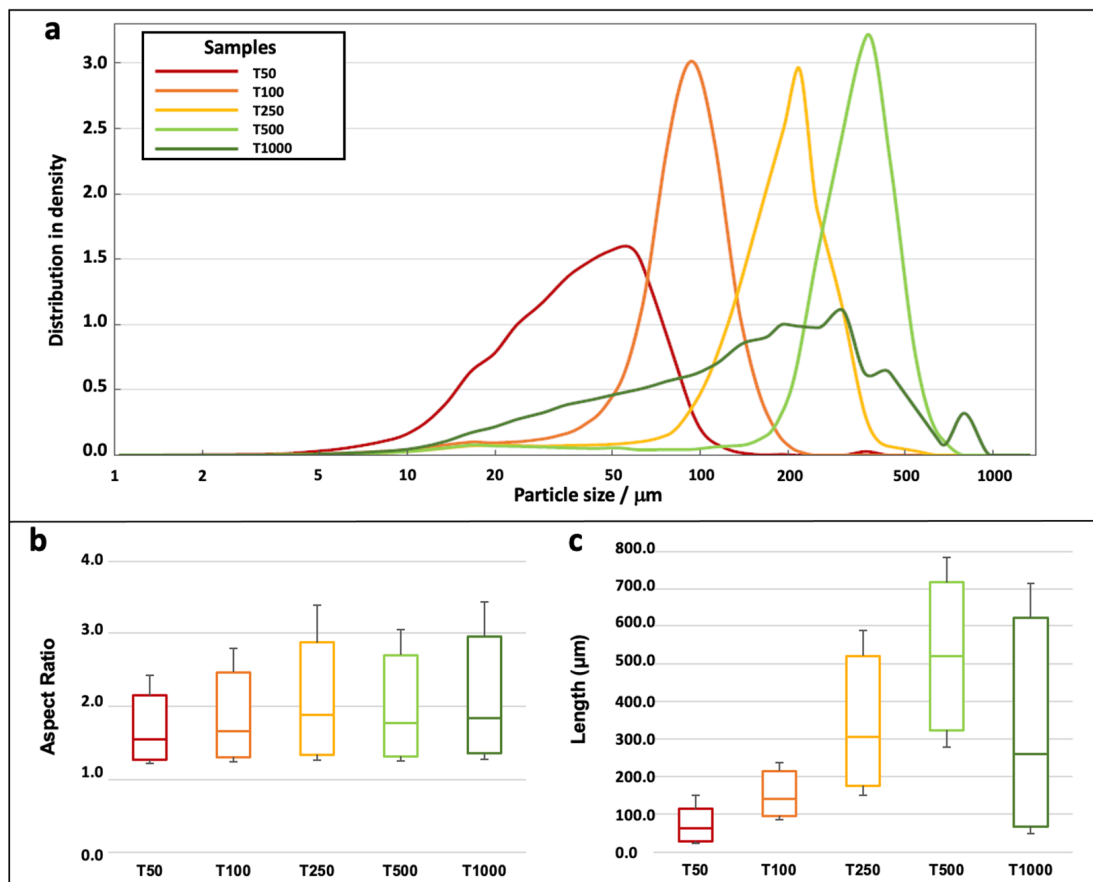 a
Samples
T50
T100
T250
T500
T1000
Distribution in density
3.0
2.5
2.0
1.5
1.0
0.5
0.0
1 2 5 10 20 50 100 200 500 1000
Particle size / μm
b
Aspect Ratio
4.0
3.0
2.0
1.0
0.0
T50 T100 T250 T500 T1000
c
Length (μm)
800.0
700.0
600.0
500.0
400.0
300.0
200.0
100.0
0.0
T50 T100 T250 T500 T1000